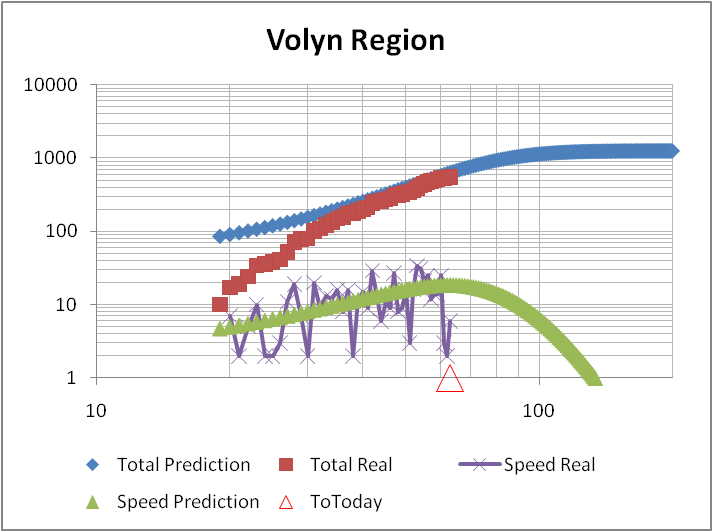 Volyn Region
10000
1000
100
10
1
10 100
Total Prediction Total Real Speed Real
Speed Prediction ToToday